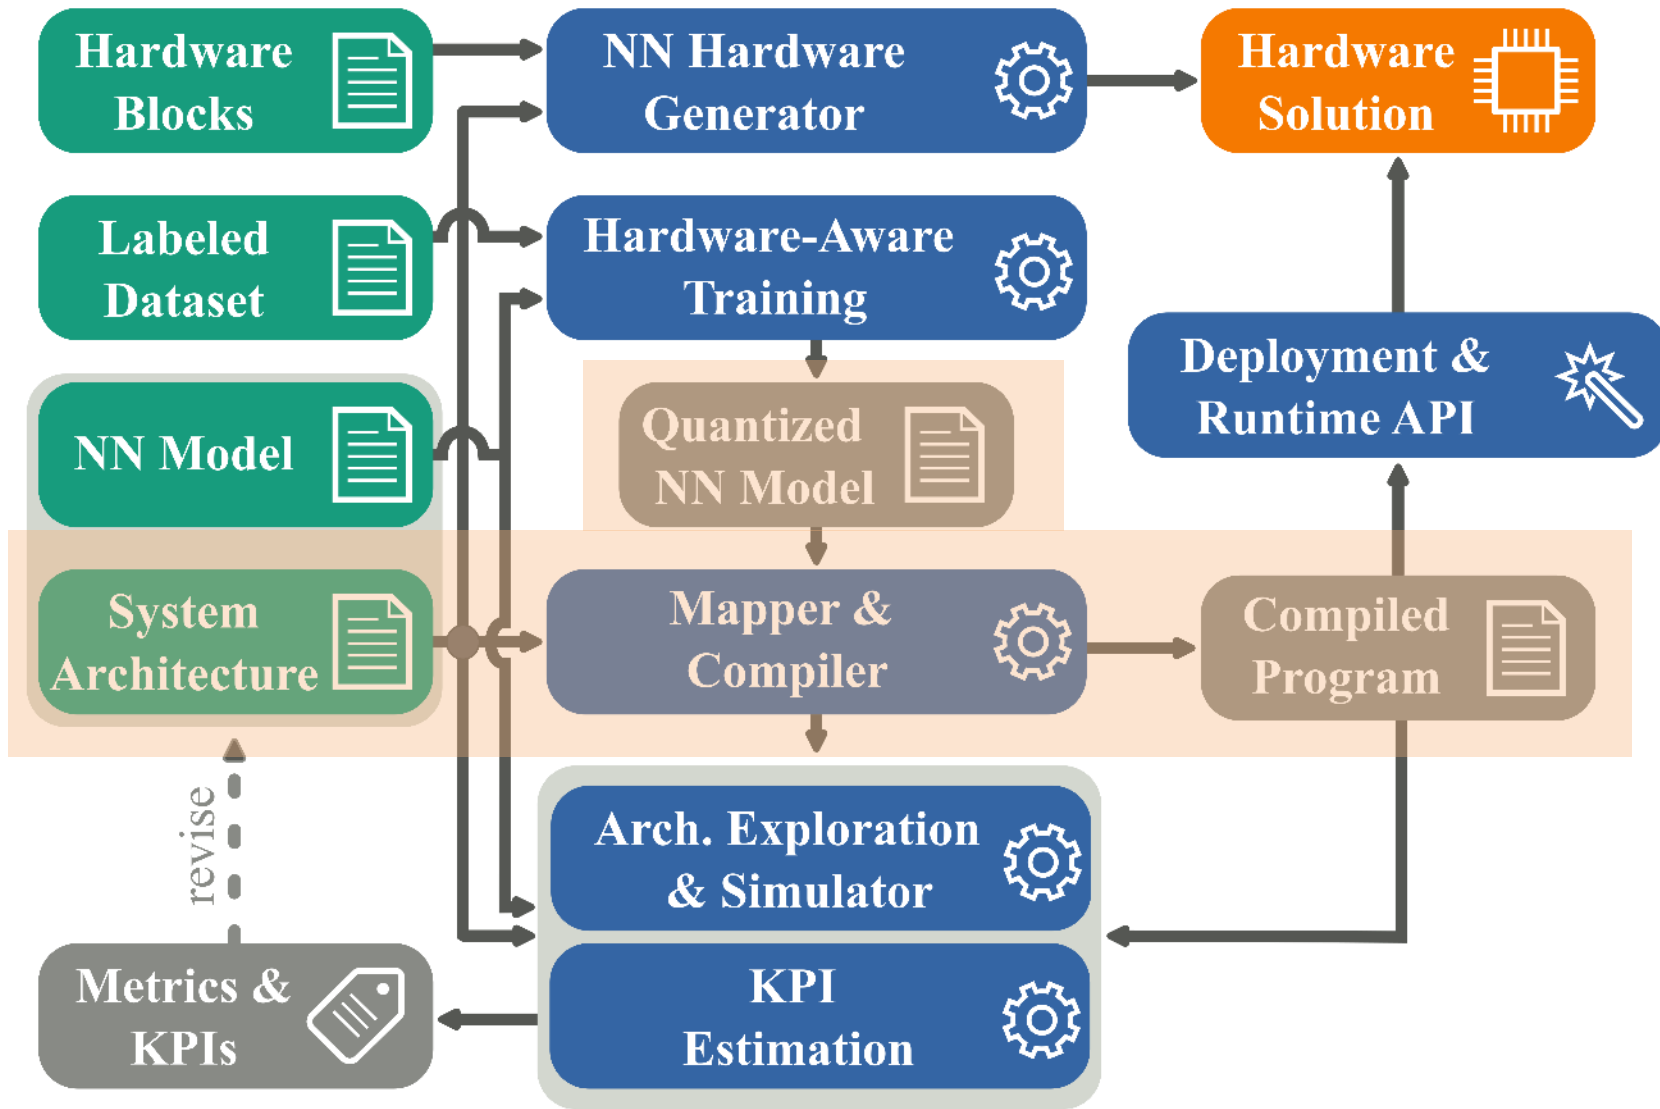 Hardware
Blocks
NN Hardware
Generator
Hardware
Solution
Labeled
Dataset
Hardware-Aware
Training
NN Model
Quantized
NN Model
Deployment &
Runtime API
System
Architecture
Mapper &
Compiler
Compiled
Program
revise
Arch. Exploration
& Simulator
Metrics &
KPIs
KPI
Estimation